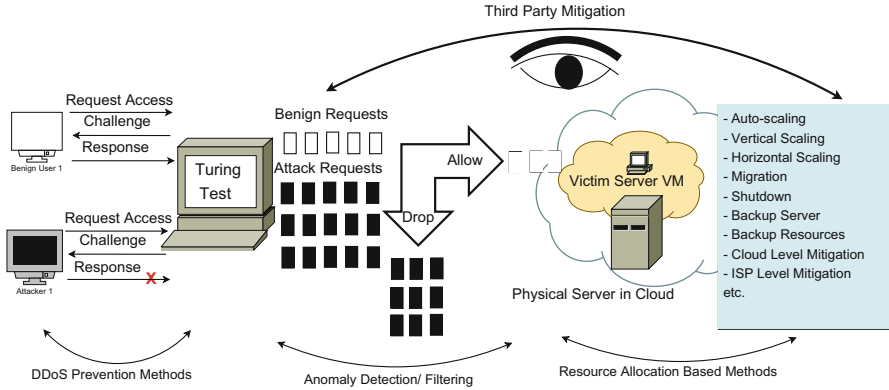 Third Party Mitigation
Request Access
Challenge
Response
Benign User 1
Request Access
Challenge
Response
X
Attacker 1
Turing
Test
Benign Requests
Attack Requests
Allow
Drop
Victim Server VM
Physical Server in Cloud
- Auto-scaling
- Vertical Scaling
- Horizontal Scaling
- Migration
- Shutdown
- Backup Server
- Backup Resources
- Cloud Level Mitigation
- ISP Level Mitigation
etc.
DDoS Prevention Methods
Anomaly Detection/ Filtering
Resource Allocation Based Methods